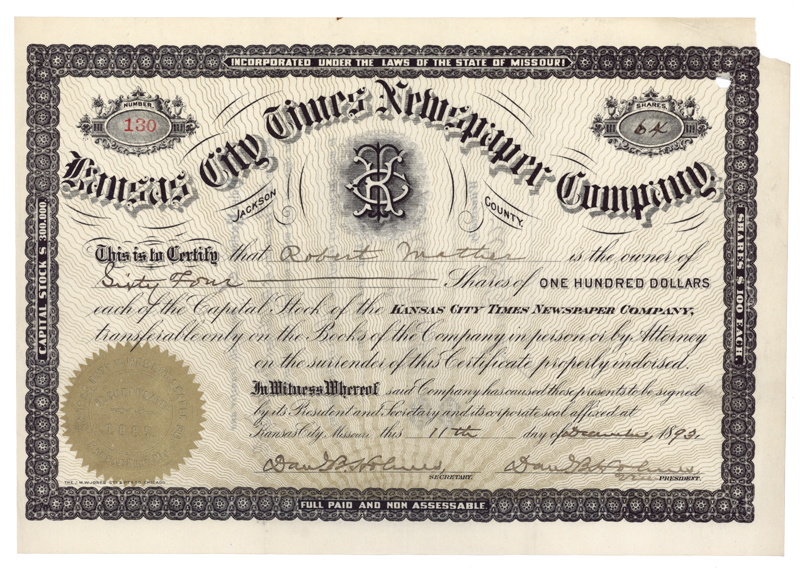 INCORPORATED UNDER THE LAWS OF THE STATE OF MISSOURI
NUMBER
130
SHARES
64
Kansas City Times Newspaper Company
JACKSON COUNTY.
CAPITAL STOCK $ 300,000
SHARES $ 100 EACH
This is to Certify that Robert Mather is the owner of
Sixty Four Shares of ONE HUNDRED DOLLARS
each of the Capital Stock of the KANSAS CITY TIMES NEWSPAPER COMPANY,
transferable only on the Books of the Company in person or by Attorney
on the surrender of this Certificate properly indorsed.
In Witness Whereof said Company has caused these presents to be signed
by its President and Secretary and its corporate seal affixed at
Kansas City, Missouri this 11th day of December, 1893.
SECRETARY.
PRESIDENT.
FULL PAID AND NON ASSESSABLE